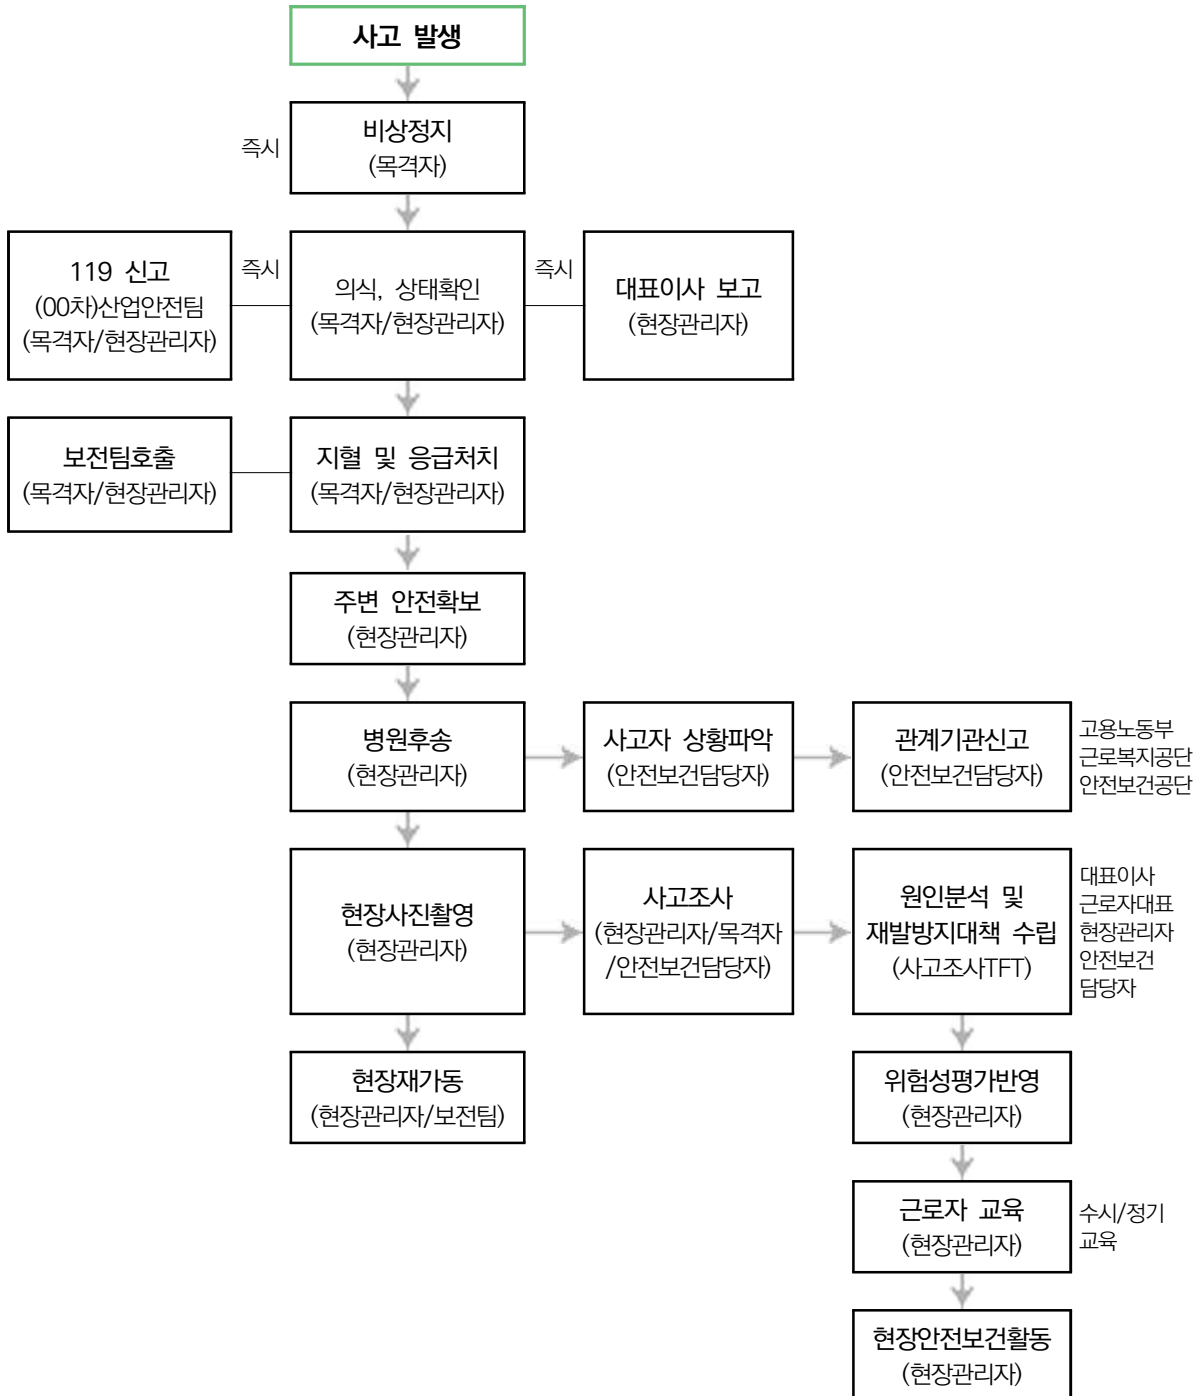 사고 발생
즉시
비상정지
(목격자)
119 신고
(00차)산업안전팀
(목격자/현장관리자)
즉시
의식, 상태확인
(목격자/현장관리자)
즉시
대표이사 보고
(현장관리자)
보전팀호출
(목격자/현장관리자)
지혈 및 응급처치
(목격자/현장관리자)
주변 안전확보
(현장관리자)
병원후송
(현장관리자)
사고자 상황파악
(안전보건담당자)
관계기관신고
(안전보건담당자)
고용노동부
근로복지공단
안전보건공단
현장사진촬영
(현장관리자)
사고조사
(현장관리자/목격자
/안전보건담당자)
원인분석 및
재발방지대책 수립
(사고조사TFT)
대표이사
근로자대표
현장관리자
안전보건
담당자
현장재가동
(현장관리자/보전팀)
위험성평가반영
(현장관리자)
근로자 교육
(현장관리자)
수시/정기
교육
현장안전보건활동
(현장관리자)